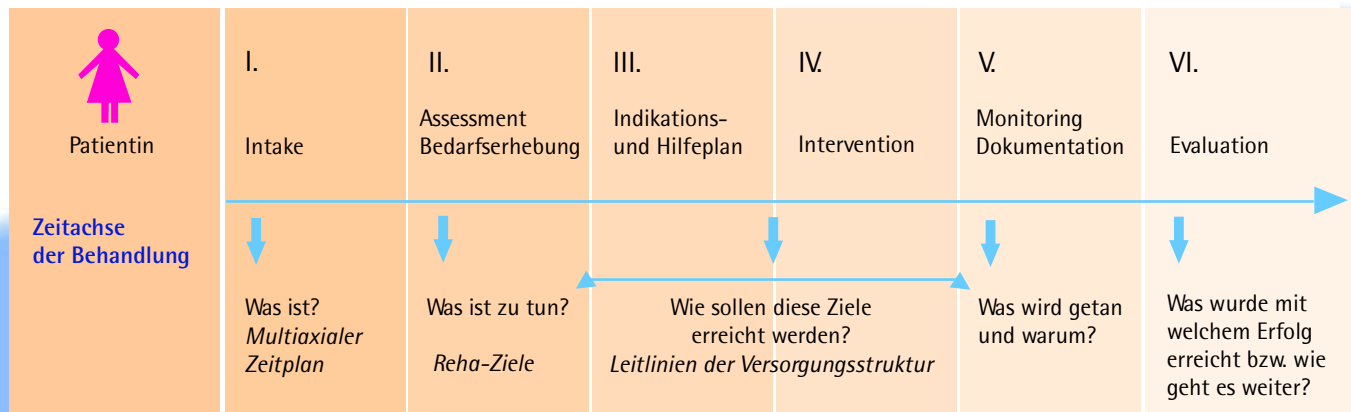 Patientin
Zeitachse
der Behandlung
I.
Intake
Was ist?
Multiaxialer
Zeitplan
II.
Assessment
Bedarfserhebung
Was ist zu tun?
Reha-Ziele
III.
Indikations-
und Hilfeplan
IV.
Intervention
Wie sollen diese Ziele
erreicht werden?
Leitlinien der Versorgungsstruktur
V.
Monitoring
Dokumentation
Was wird getan
und warum?
VI.
Evaluation
Was wurde mit
welchem Erfolg
erreicht bzw. wie
geht es weiter?